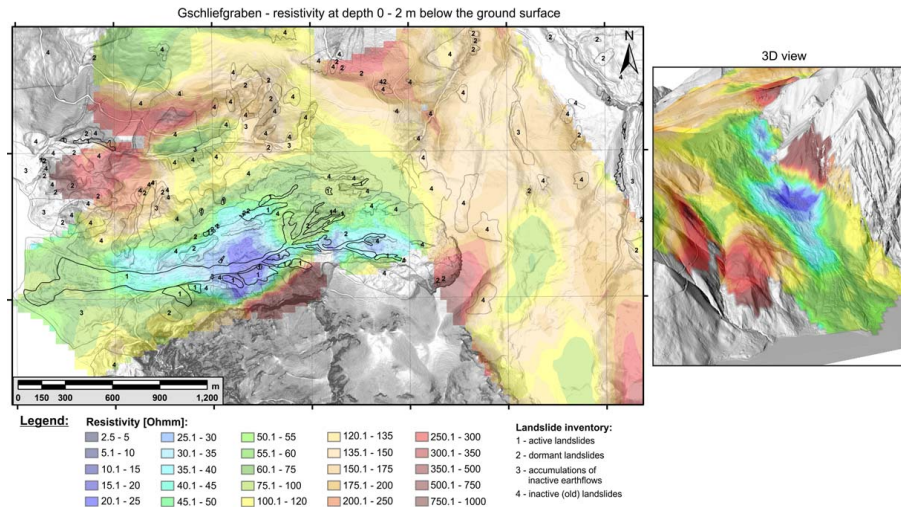 Gschliefgraben - resistivity at depth 0 - 2 m below the ground surface
N
3D view
0 150 300 600 900 1,200 m
Legend:
Resistivity [Ohmm]:
2.5 - 5
5.1 - 10
10.1 - 15
15.1 - 20
20.1 - 25
25.1 - 30
30.1 - 35
35.1 - 40
40.1 - 45
45.1 - 50
50.1 - 55
55.1 - 60
60.1 - 75
75.1 - 100
100.1 - 120
120.1 - 135
135.1 - 150
150.1 - 175
175.1 - 200
200.1 - 250
250.1 - 300
300.1 - 350
350.1 - 500
500.1 - 750
750.1 - 1000
Landslide inventory:
1 - active landslides
2 - dormant landslides
3 - accumulations of
inactive earthflows
4 - inactive (old) landslides